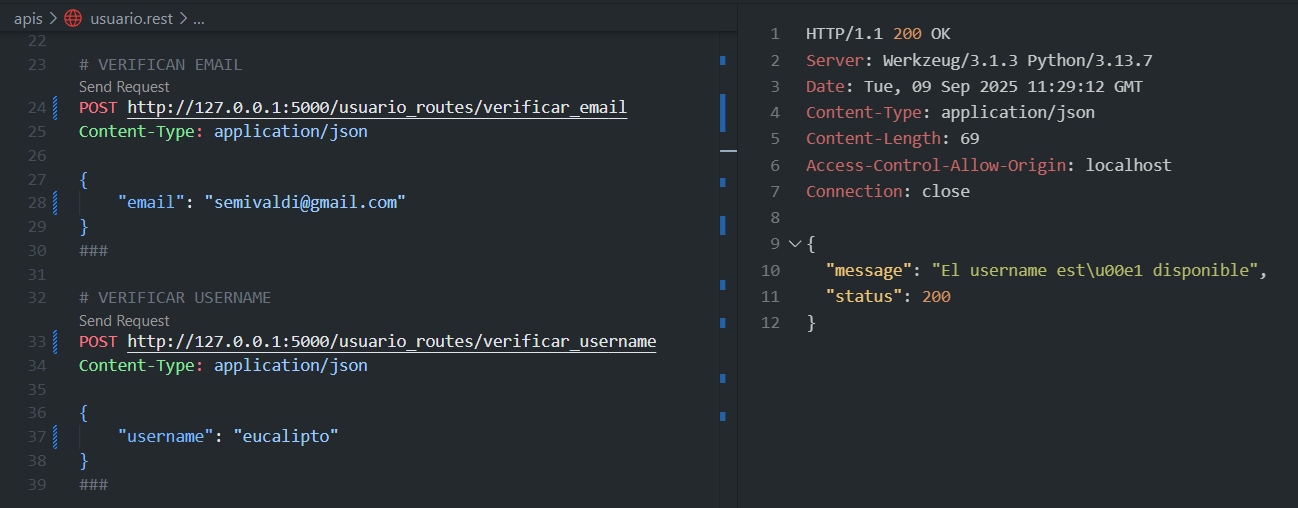 apis > usuario.rest > ...
22
23 # VERIFICAN EMAIL
Send Request
24 POST http://127.0.0.1:5000/usuario_routes/verificar_email
25 Content-Type: application/json
26
27 {
28 "email": "semivaldi@gmail.com"
29 }
30 ###
31
32 # VERIFICAR USERNAME
Send Request
33 POST http://127.0.0.1:5000/usuario_routes/verificar_username
34 Content-Type: application/json
35
36 {
37 "username": "eucalipto"
38 }
39 ###
1 HTTP/1.1 200 OK
2 Server: Werkzeug/3.1.3 Python/3.13.7
3 Date: Tue, 09 Sep 2025 11:29:12 GMT
4 Content-Type: application/json
5 Content-Length: 69
6 Access-Control-Allow-Origin: localhost
7 Connection: close
8
9 {
10 "message": "El username est\u00e1 disponible",
11 "status": 200
12 }